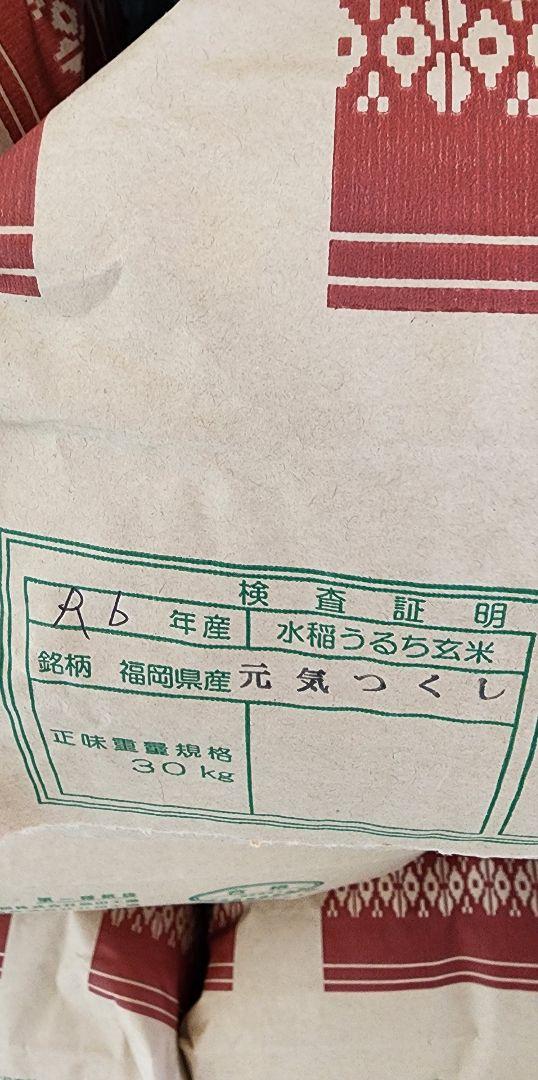 検査証明
R6 年産 水稲うるち玄米
銘柄 福岡県産 元気つくし
正味重量規格
30kg